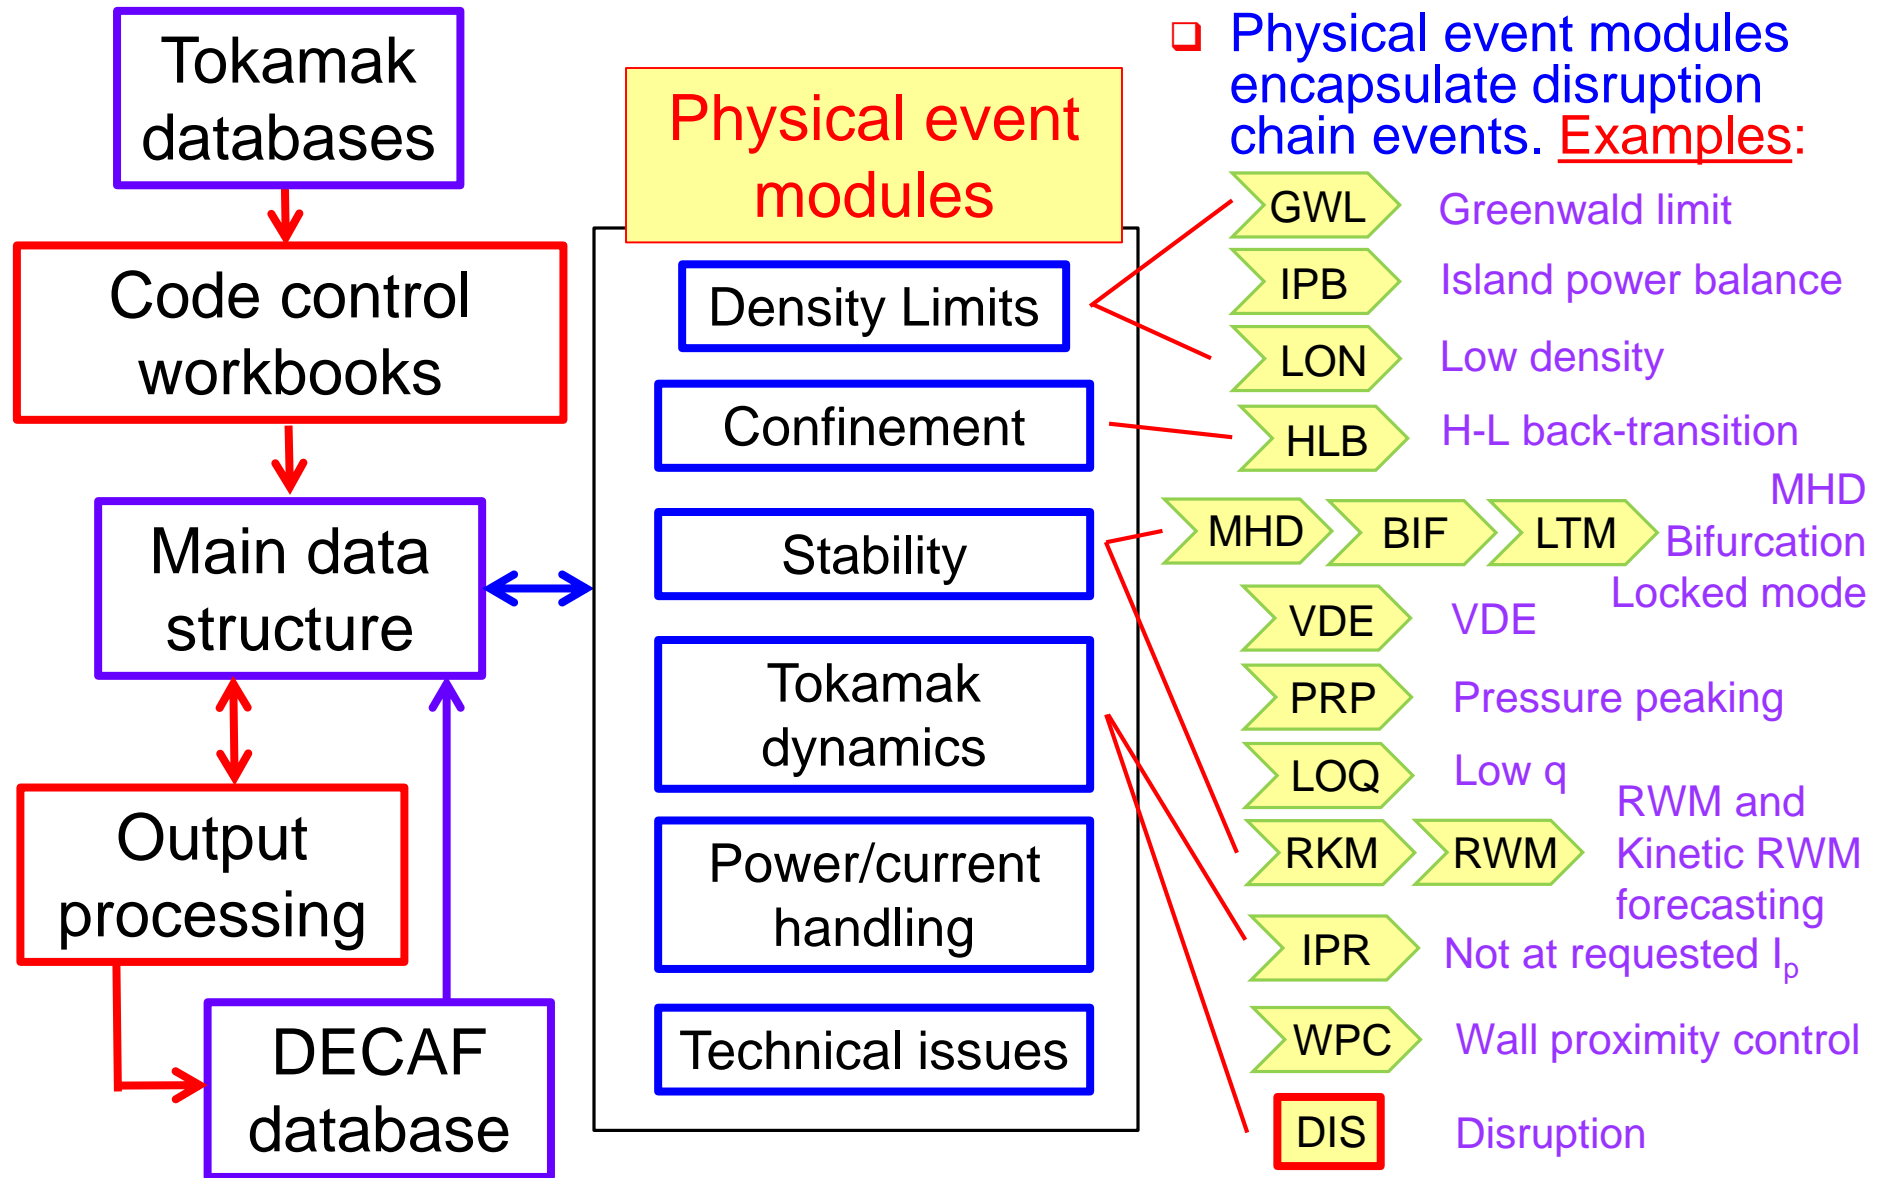 Tokamak
databases
Code control
workbooks
Main data
structure
Output
processing
DECAF
database
Physical event
modules
Density Limits
Confinement
Stability
Tokamak
dynamics
Power/current
handling
Technical issues
Physical event modules
encapsulate disruption
chain events. Examples:
GWL Greenwald limit
IPB Island power balance
LON Low density
HLB H-L back-transition
MHD BIF LTM
MHD
Bifurcation
Locked mode
VDE VDE
PRP Pressure peaking
LOQ Low q
RKM RWM
RWM and
Kinetic RWM
forecasting
IPR Not at requested Ip
WPC Wall proximity control
DIS Disruption